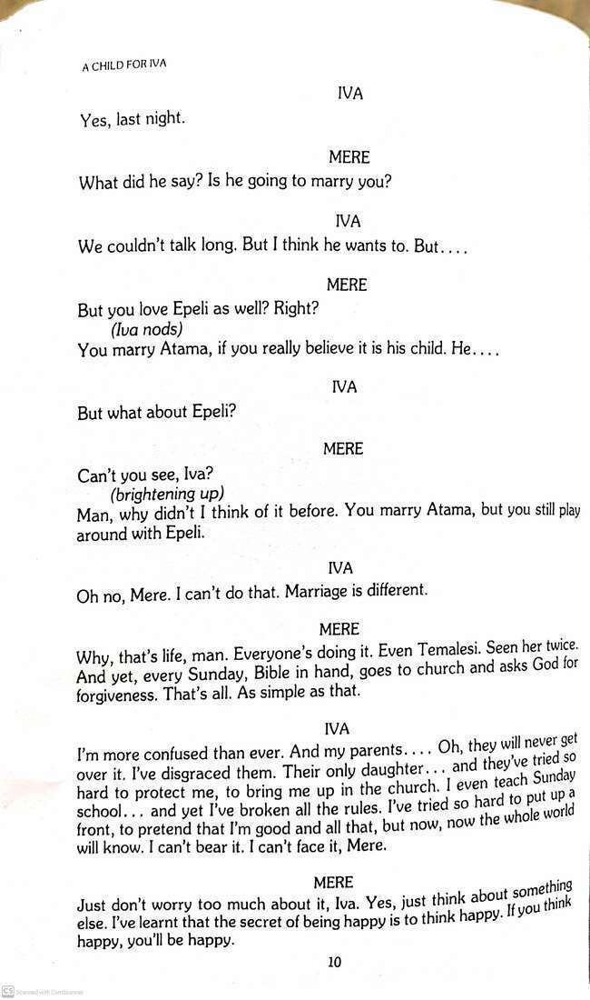 A CHILD FOR IVA
IVA
Yes, last night.
MERE
What did he say? Is he going to marry you?
IVA
We couldn't talk long. But I think he wants to. But....
MERE
But you love Epeli as well? Right?
(Iva nods)
You marry Atama, if you really believe it is his child. He....
IVA
But what about Epeli?
MERE
Can't you see, Iva?
(brightening up)
Man, why didn't I think of it before. You marry Atama, but you still play
around with Epeli.
IVA
Oh no, Mere. I can't do that. Marriage is different.
MERE
Why, that's life, man. Everyone's doing it. Even Temalesi. Seen her twice.
And yet, every Sunday, Bible in hand, goes to church and asks God for
forgiveness. That's all. As simple as that.
IVA
I'm more confused than ever. And my parents.... Oh, they will never get
over it. I've disgraced them. Their only daughter... and they've tried so
hard to protect me, to bring me up in the church. I even teach Sunday
school... and yet I've broken all the rules. I've tried so hard to put up a
front, to pretend that I'm good and all that, but now, now the whole world
will know. I can't bear it. I can't face it, Mere.
MERE
Just don't worry too much about it, Iva. Yes, just think about something
else. I've learnt that the secret of being happy is to think happy. If you think
happy, you'll be happy.
10
CS Scanned with CamScanner